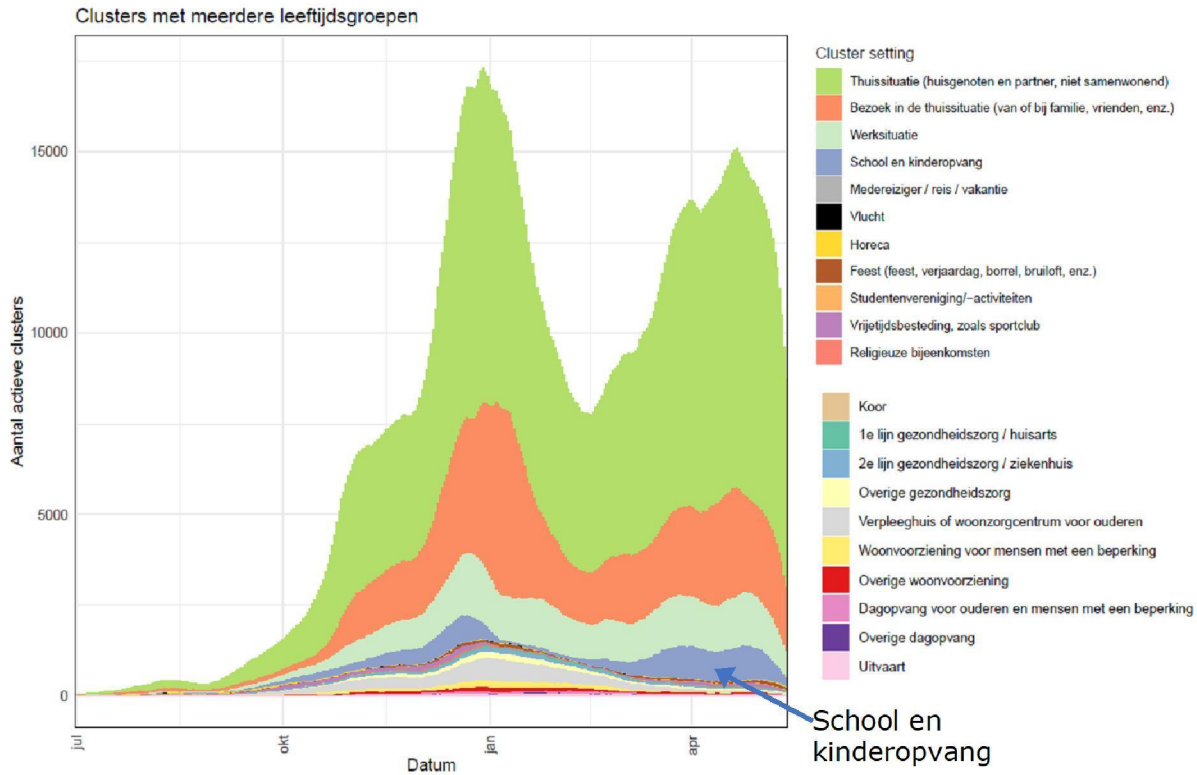 Clusters met meerdere leeftijdsgroepen
Aantal actieve clusters
15000
10000
5000
0
jul
okt
jan
apr
Datum
Cluster setting
Thuissituatie (huisgenoten en partner, niet samenwonend)
Bezoek in de thuissituatie (van of bij familie, vrienden, enz.)
Werksituatie
School en kinderopvang
Medereiziger / reis / vakantie
Vlucht
Horeca
Feest (feest, verjaardag, borrel, bruiloft, enz.)
Studentenvereniging/−activiteiten
Vrijetijdsbesteding, zoals sportclub
Religieuze bijeenkomsten
Koor
1e lijn gezondheidszorg / huisarts
2e lijn gezondheidszorg / ziekenhuis
Overige gezondheidszorg
Verpleeghuis of woonzorgcentrum voor ouderen
Woonvoorziening voor mensen met een beperking
Overige woonvoorziening
Dagopvang voor ouderen en mensen met een beperking
Overige dagopvang
Uitvaart
School en
kinderopvang